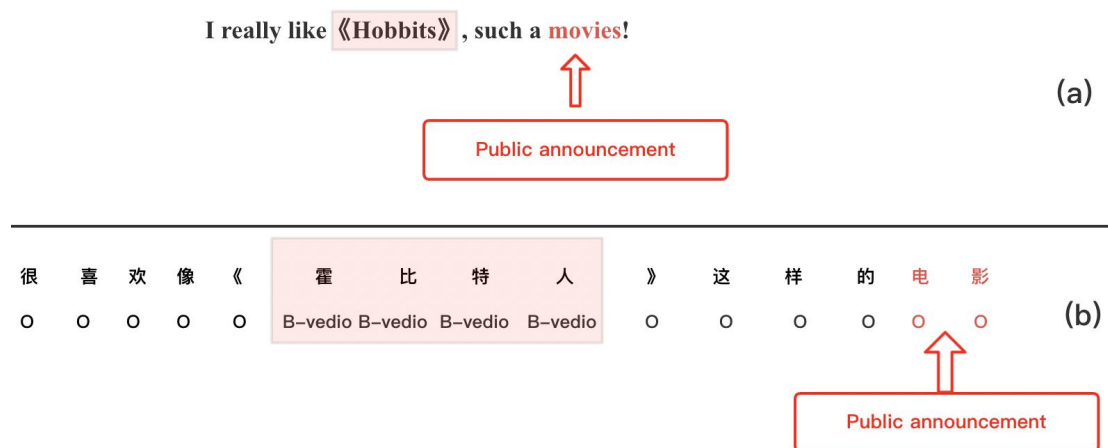 I really like 《Hobbits》, such a movies!
(a)
Public announcement
很 喜 欢 像 《 霍 比 特 人 》 这 样 的 电 影
O O O O O B–vedio B–vedio B–vedio B–vedio O O O O O O
(b)
Public announcement